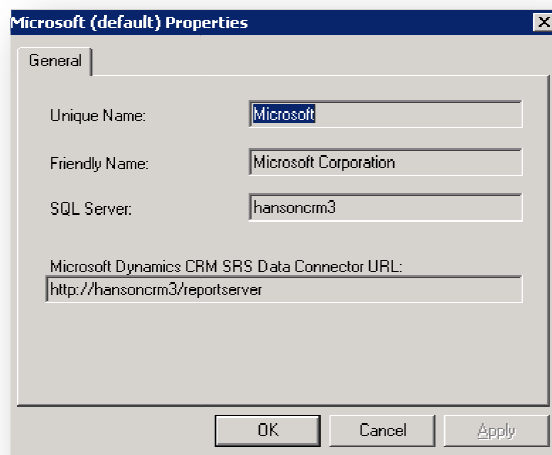 Microsoft (default) Properties
General
Unique Name: Microsoft
Friendly Name: Microsoft Corporation
SQL Server: hansoncrm3
Microsoft Dynamics CRM SRS Data Connector URL:
http://hansoncrm3/reportserver
OK Cancel Apply